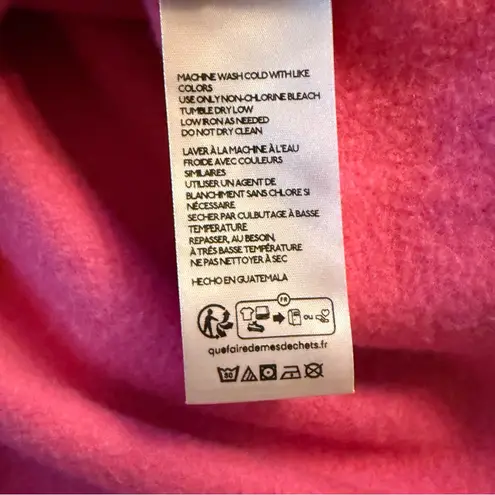 MACHINE WASH COLD WITH LIKE
COLORS
USE ONLY NON-CHLORINE BLEACH
TUMBLE DRY LOW
LOW IRON AS NEEDED
DO NOT DRY CLEAN
LAVER À LA MACHINE À L'EAU
FROIDE AVEC COULEURS
SIMILAIRES
UTILISER UN AGENT DE
BLANCHIMENT SANS CHLORE SI
NÉCESSAIRE
SECHER PAR CULBUTAGE À BASSE
TEMPERATURE
REPASSER, AU BESOIN,
À TRÉS BASSE TEMPÉRATURE
NE PAS NETTOYER À SEC
HECHO EN GUATEMALA
FR
OU
quefairedemesdechets.fr
30